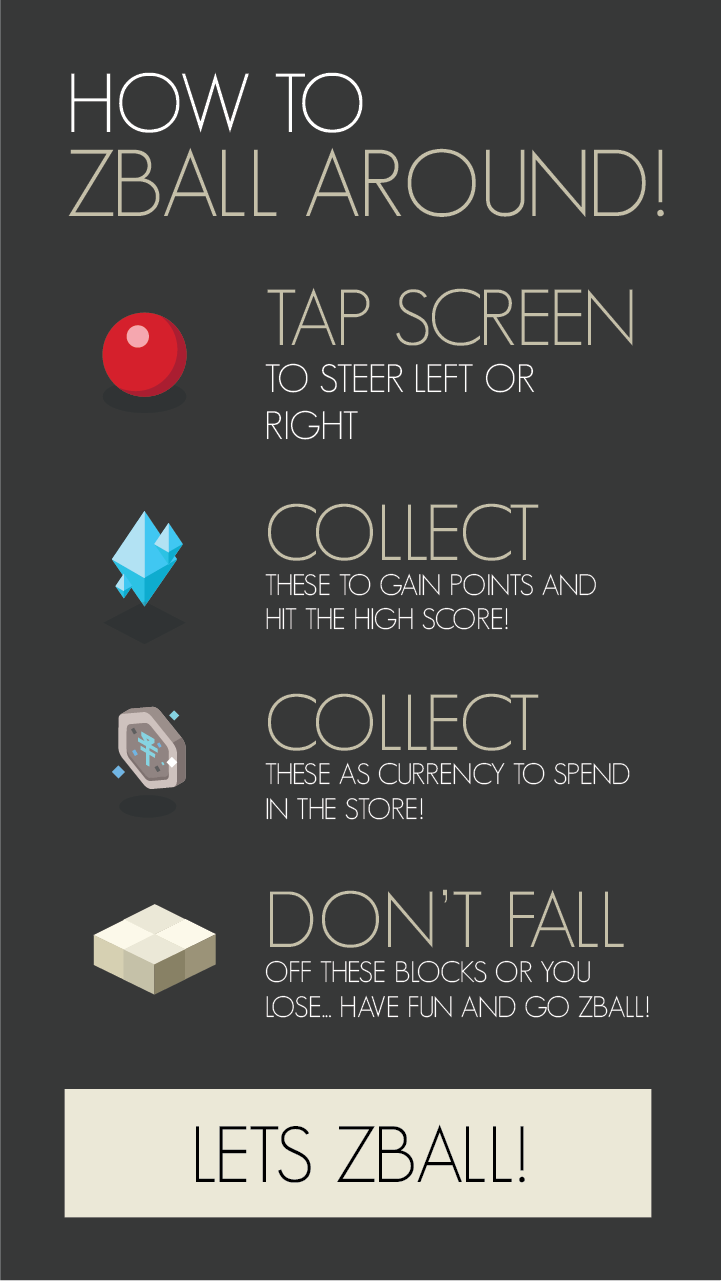 HOW TO
ZBALL AROUND!
TAP SCREEN
TO STEER LEFT OR
RIGHT
COLLECT
THESE TO GAIN POINTS AND
HIT THE HIGH SCORE!
COLLECT
THESE AS CURRENCY TO SPEND
IN THE STORE!
DON'T FALL
OFF THESE BLOCKS OR YOU
LOSE... HAVE FUN AND GO ZBALL!
LETS ZBALL!